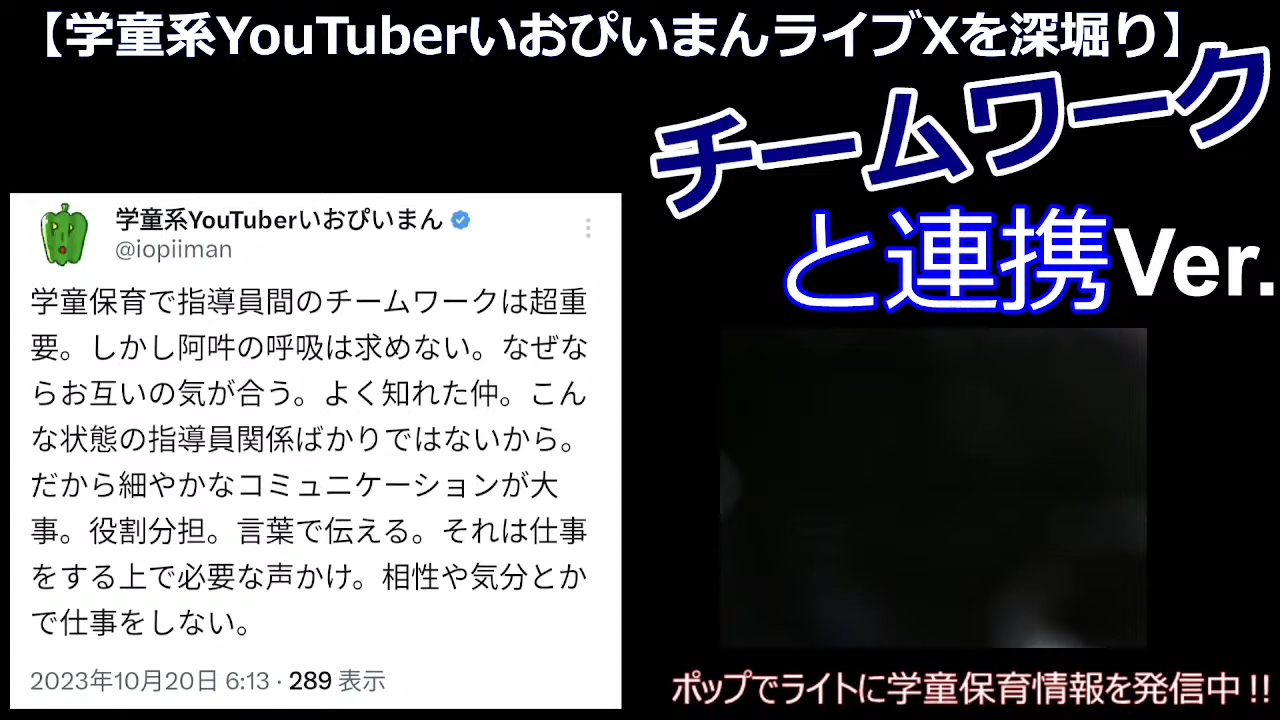 【学童系YouTuberいおぴいまんライブXを深堀り】
チームワーク
と連携Ver.
学童系YouTuberいおぴいまん
@iopiiman
学童保育で指導員間のチームワークは超重
要。しかし阿吽の呼吸は求めない。なぜな
らお互いの気が合う。よく知れた仲。こん
な状態の指導員関係ばかりではないから。
だから細やかなコミュニケーションが大
事。役割分担。言葉で伝える。それは仕事
をする上で必要な声かけ。相性や気分とか
で仕事をしない。
2023年10月20日 6:13 · 289 表示
ポップでライトに学童保育情報を発信中!!